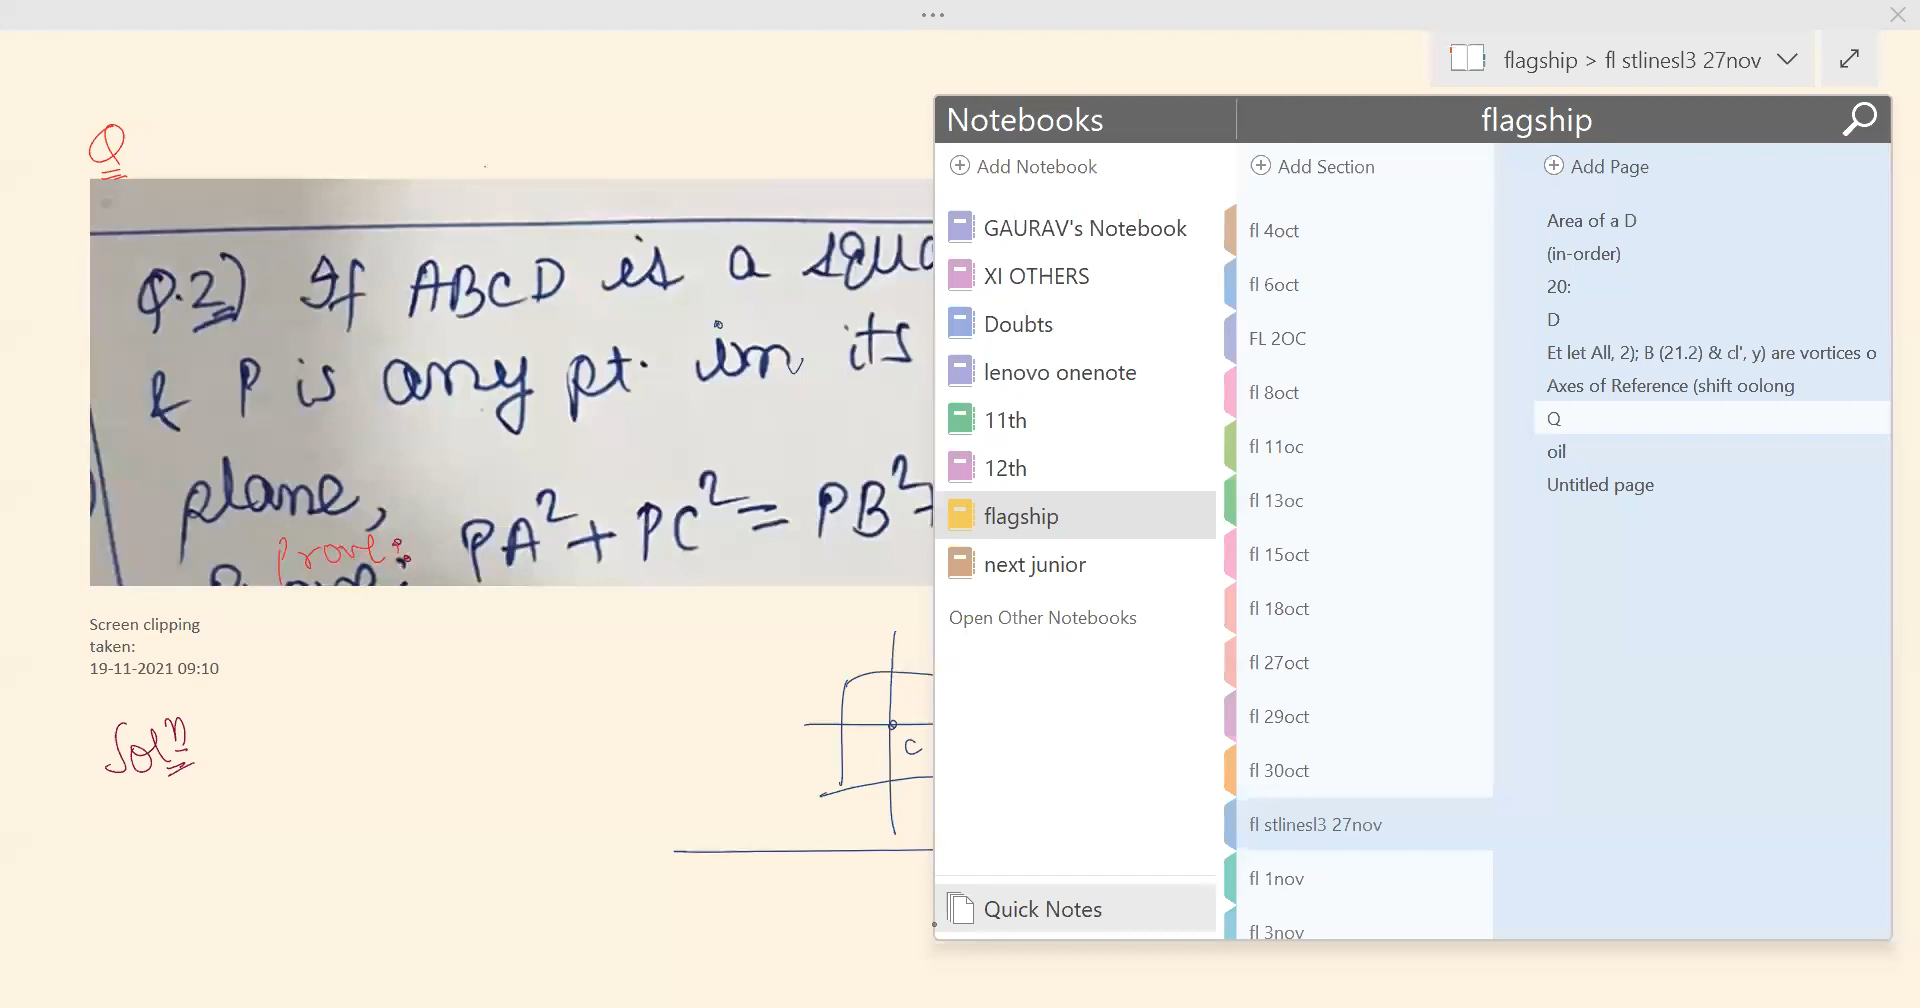 flagship > fl stlinesl3 27nov
Q
Q.2) If ABCD is a squ
& P is any pt. in its
plane,
PA² + PC² = PB²
Prove:
Screen clipping
taken:
19-11-2021 09:10
Solⁿ
C
Notebooks
flagship
Add Notebook
GAURAV's Notebook
XI OTHERS
Doubts
lenovo onenote
11th
12th
flagship
next junior
Open Other Notebooks
Quick Notes
Add Section
fl 4oct
fl 6oct
FL 2OC
fl 8oct
fl 11oc
fl 13oc
fl 15oct
fl 18oct
fl 27oct
fl 29oct
fl 30oct
fl stlinesl3 27nov
fl 1nov
fl 3nov
Add Page
Area of a D
(in-order)
20:
D
Et let All, 2); B (21.2) & cl', y) are vortices o
Axes of Reference (shift oolong
Q
oil
Untitled page